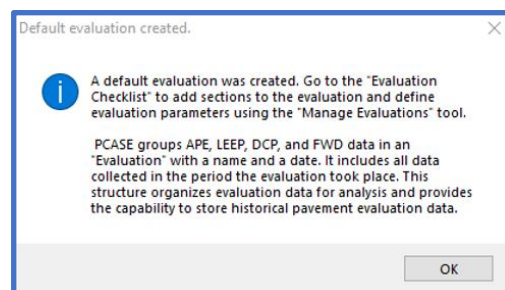 Default evaluation created.
A default evaluation was created. Go to the "Evaluation
Checklist" to add sections to the evaluation and define
evaluation parameters using the "Manage Evaluations" tool.
PCASE groups APE, LEEP, DCP, and FWD data in an
"Evaluation" with a name and a date. It includes all data
collected in the period the evaluation took place. This
structure organizes evaluation data for analysis and provides
the capability to store historical pavement evaluation data.
OK